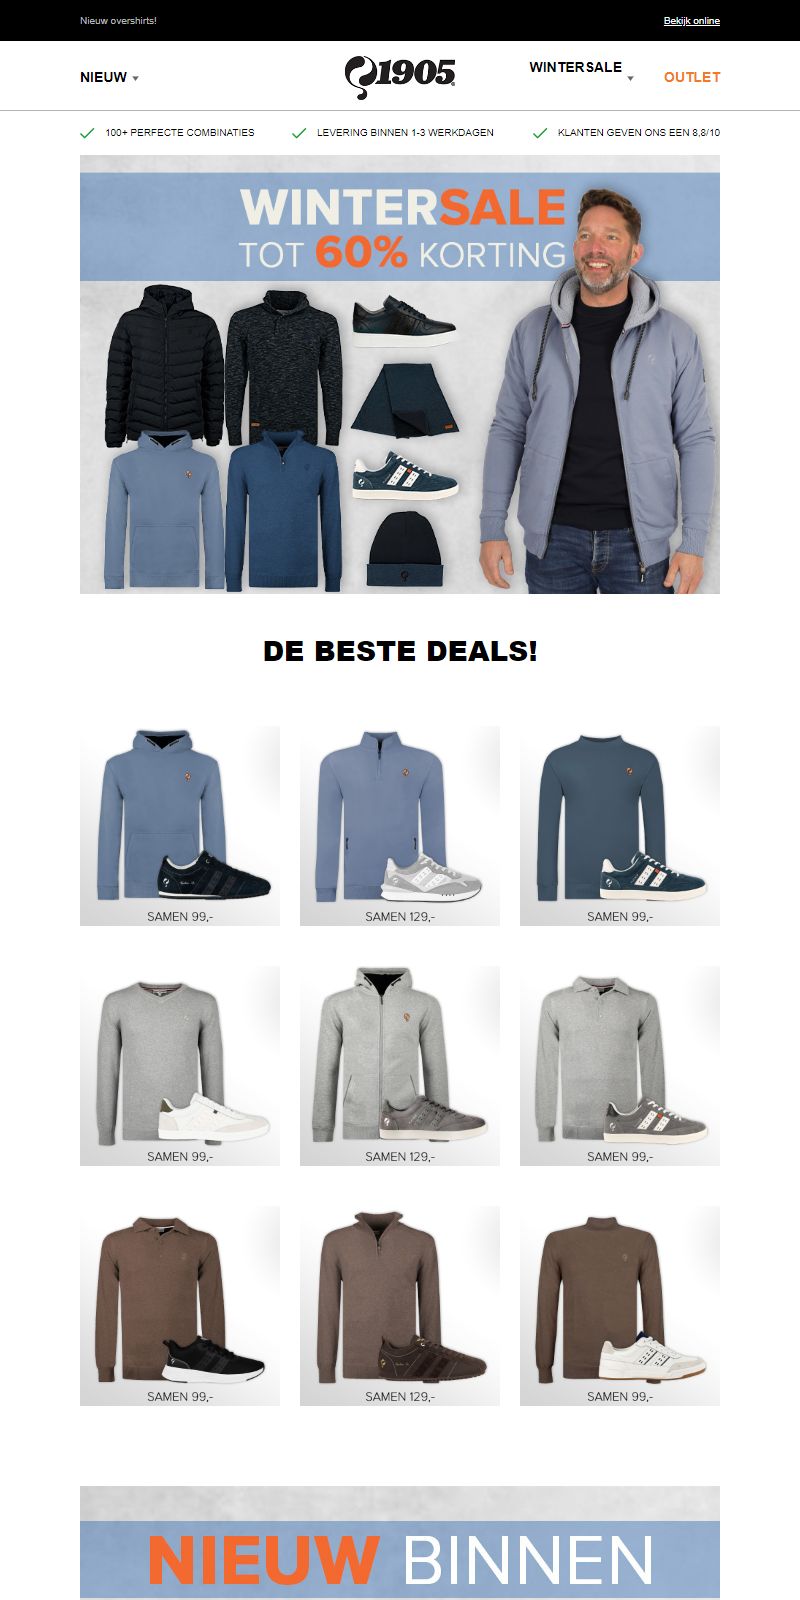 Nieuw overshirts!
Bekijk online
NIEUW
1905
WINTERSALE
OUTLET
100+ PERFECTE COMBINATIES
LEVERING BINNEN 1-3 WERKDAGEN
KLANTEN GEVEN ONS EEN 8,8/10
WINTERSALE
TOT 60% KORTING
DE BESTE DEALS!
SAMEN 99,-
SAMEN 129,-
SAMEN 99,-
SAMEN 99,-
SAMEN 129,-
SAMEN 99,-
SAMEN 99,-
SAMEN 129,-
SAMEN 99,-
NIEUW BINNEN